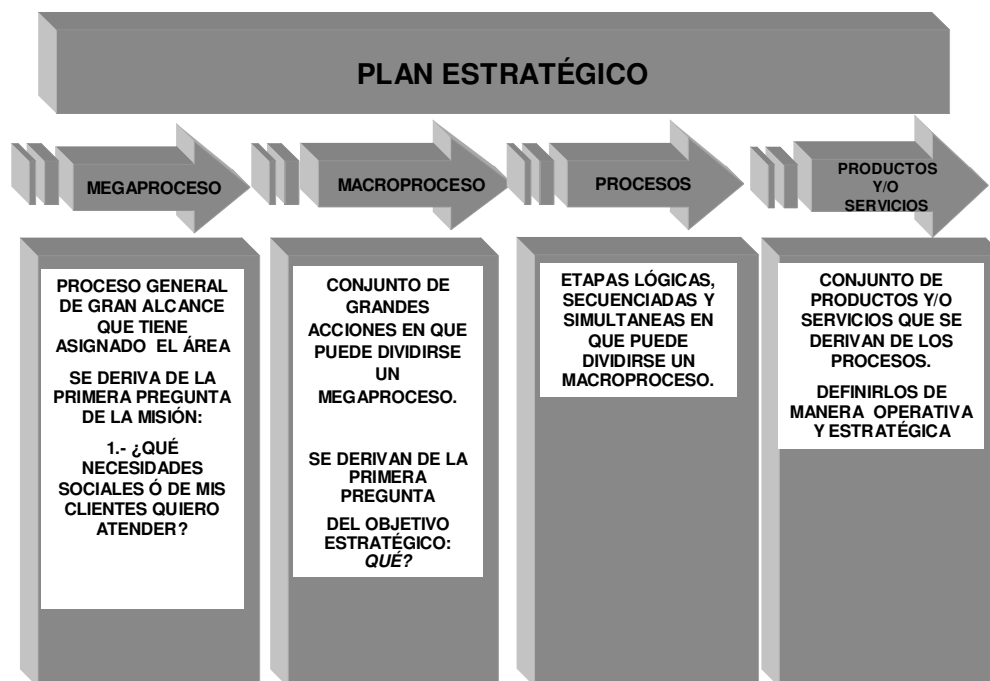 PLAN ESTRATÉGICO
MEGAPROCESO
MACROPROCESO
PROCESOS
PRODUCTOS
Y/O
SERVICIOS
PROCESO GENERAL
DE GRAN ALCANCE
QUE TIENE
ASIGNADO EL ÁREA
SE DERIVA DE LA
PRIMERA PREGUNTA
DE LA MISIÓN:
1.- ¿QUÉ
NECESIDADES
SOCIALES Ó DE MIS
CLIENTES QUIERO
ATENDER?
CONJUNTO DE
GRANDES
ACCIONES EN QUE
PUEDE DIVIDIRSE
UN
MEGAPROCESO.
SE DERIVAN DE LA
PRIMERA
PREGUNTA
DEL OBJETIVO
ESTRATÉGICO:
QUÉ?
ETAPAS LÓGICAS,
SECUENCIADAS Y
SIMULTANEAS EN
QUE PUEDE
DIVIDIRSE UN
MACROPROCESO.
CONJUNTO DE
PRODUCTOS Y/O
SERVICIOS QUE SE
DERIVAN DE LOS
PROCESOS.
DEFINIRLOS DE
MANERA OPERATIVA
Y ESTRATÉGICA